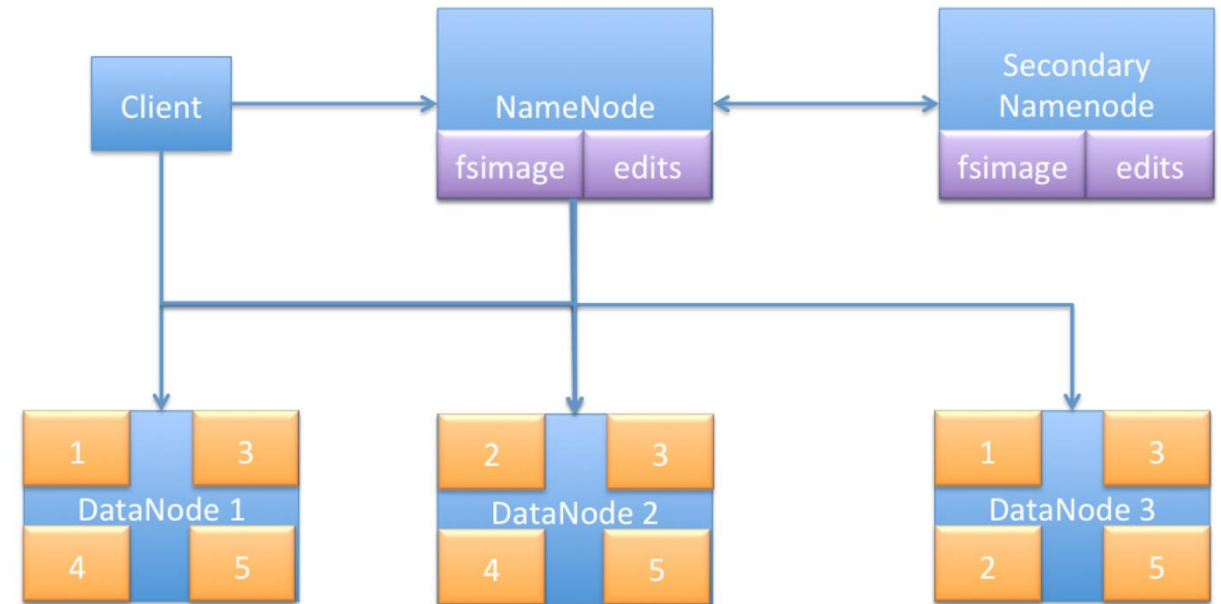 Client
NameNode
Secondary
Namenode
fsimage
edits
fsimage
edits
1
3
DataNode 1
4
5
2
3
DataNode 2
4
5
1
3
DataNode 3
2
5